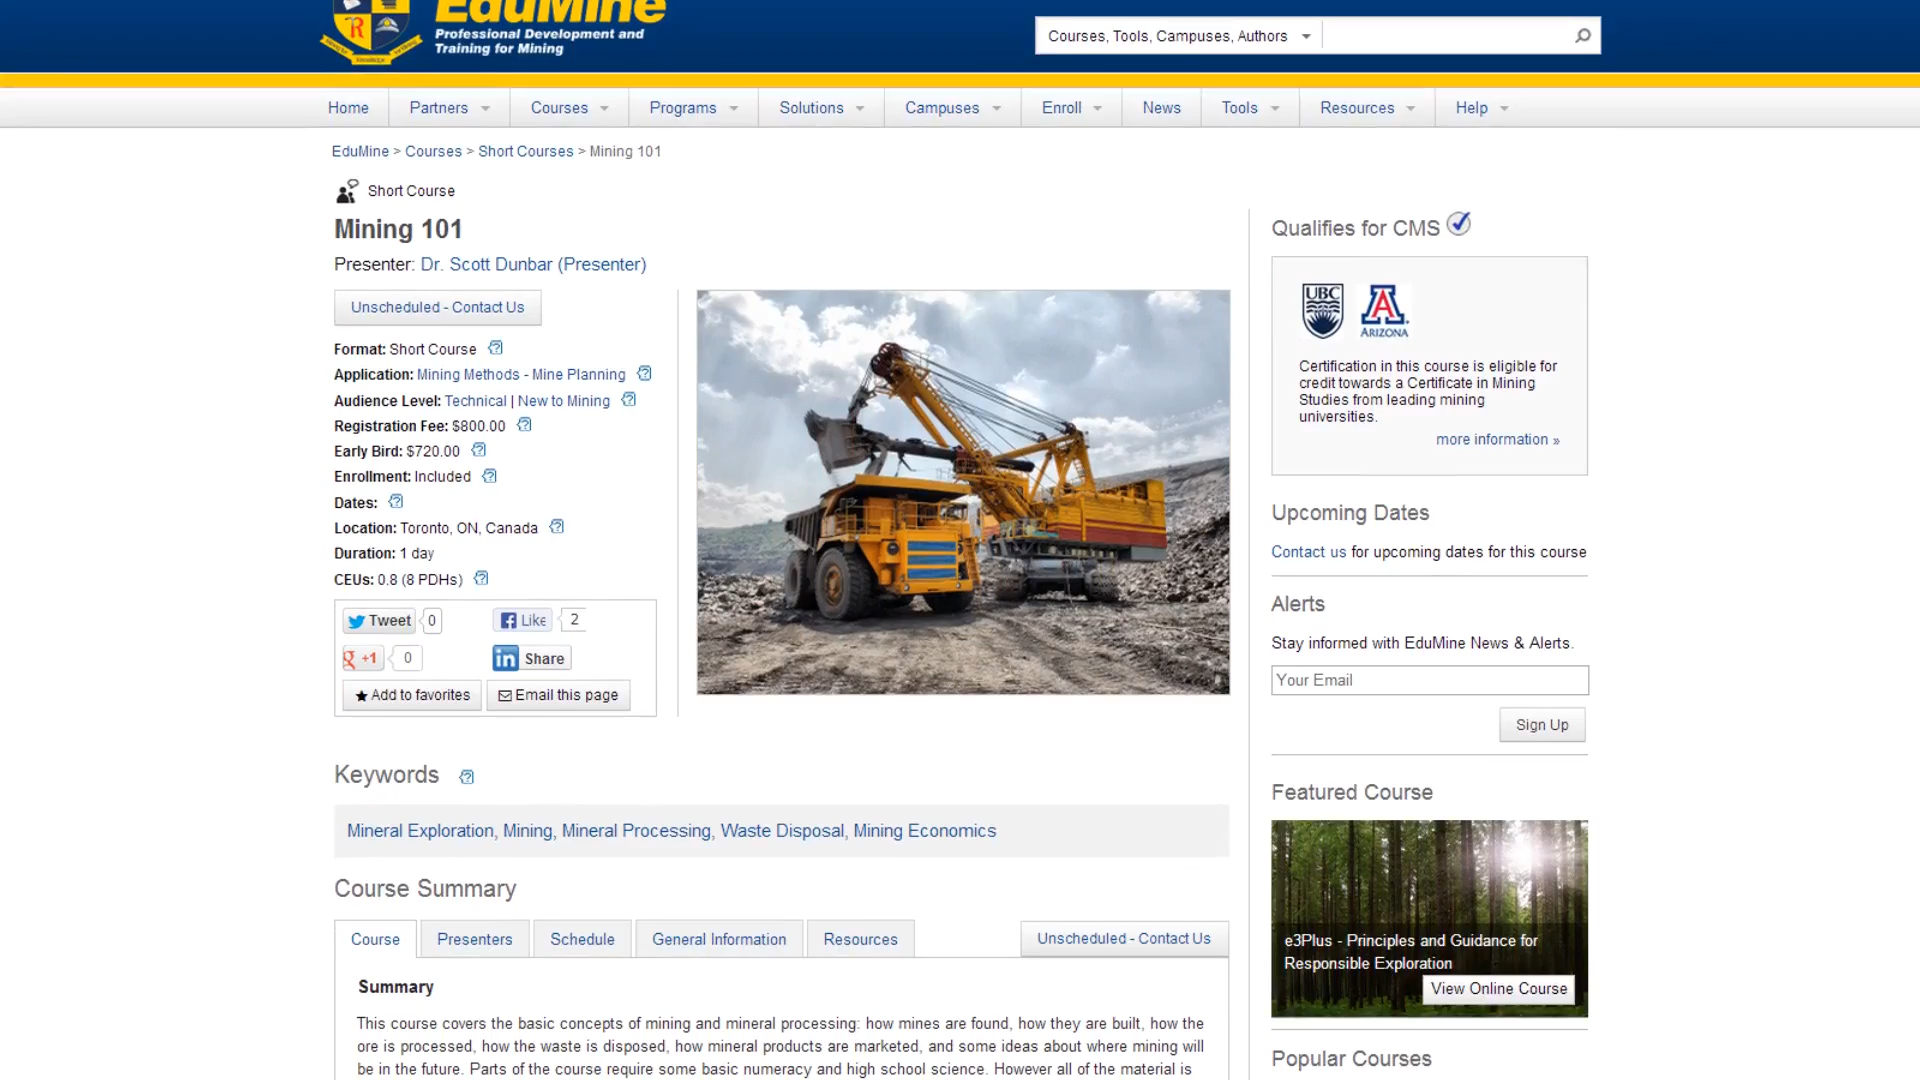 EduMine
Professional Development and
Training for Mining
Courses, Tools, Campuses, Authors
Home Partners Courses Programs Solutions Campuses Enroll News Tools Resources Help
EduMine > Courses > Short Courses > Mining 101
Short Course
Mining 101
Presenter: Dr. Scott Dunbar (Presenter)
Unscheduled - Contact Us
Format: Short Course
Application: Mining Methods - Mine Planning
Audience Level: Technical | New to Mining
Registration Fee: $800.00
Early Bird: $720.00
Enrollment: Included
Dates:
Location: Toronto, ON, Canada
Duration: 1 day
CEUs: 0.8 (8 PDHs)
Tweet 0 Like 2
+1 0 in Share
Add to favorites Email this page
Keywords
Mineral Exploration, Mining, Mineral Processing, Waste Disposal, Mining Economics
Course Summary
Course Presenters Schedule General Information Resources Unscheduled - Contact Us
Summary
This course covers the basic concepts of mining and mineral processing: how mines are found, how they are built, how the
ore is processed, how the waste is disposed, how mineral products are marketed, and some ideas about where mining will
be in the future. Parts of the course require some basic numeracy and high school science. However all of the material is
Qualifies for CMS
UBC A
ARIZONA
Certification in this course is eligible for
credit towards a Certificate in Mining
Studies from leading mining
universities.
more information »
Upcoming Dates
Contact us for upcoming dates for this course
Alerts
Stay informed with EduMine News & Alerts.
Your Email
Sign Up
Featured Course
e3Plus - Principles and Guidance for
Responsible Exploration
View Online Course
Popular Courses